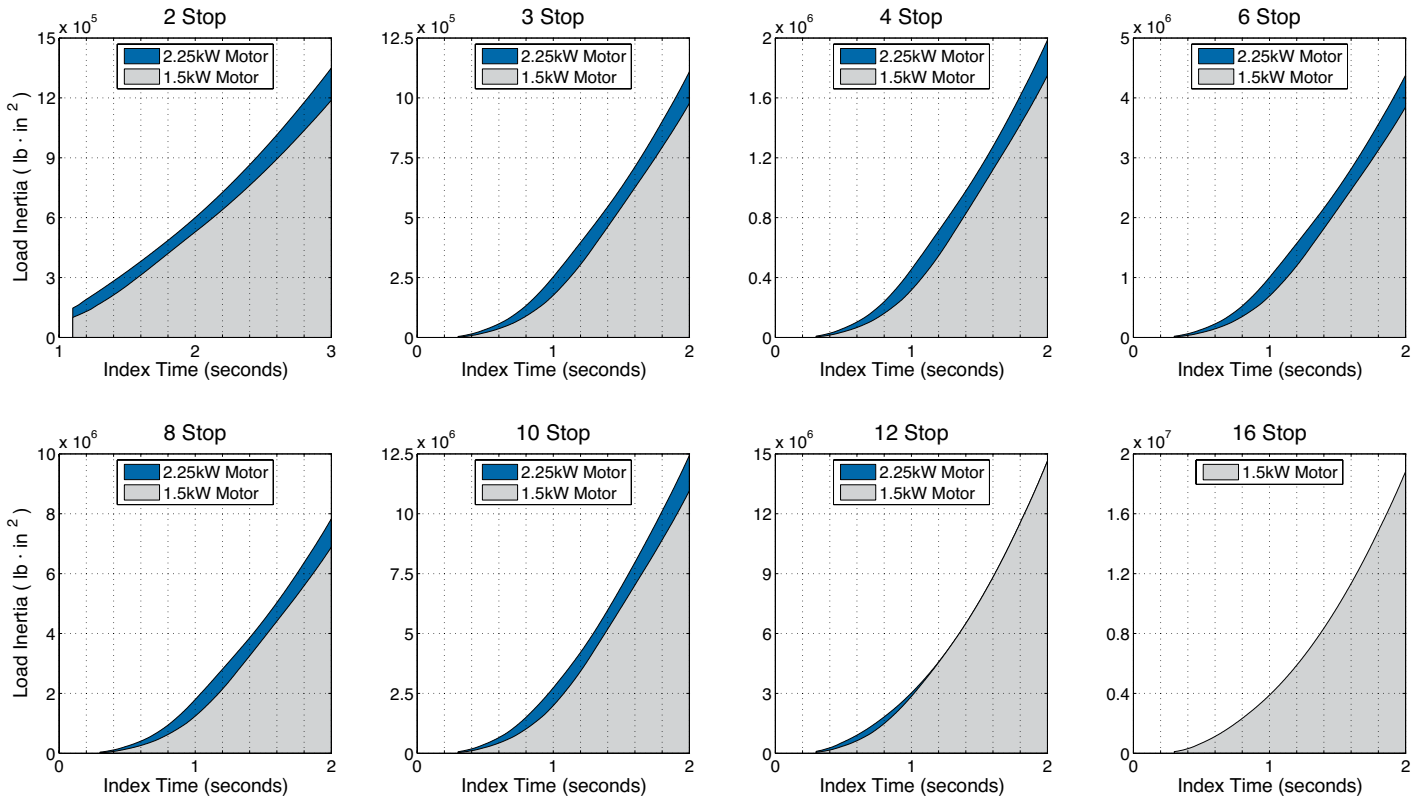 2 Stop
x 10^5
15
12
9
6
3
0
1
2
3
Load Inertia ( lb · in ^2 )
Index Time (seconds)
2.25kW Motor
1.5kW Motor
3 Stop
x 10^5
12.5
10
7.5
5
2.5
0
0
1
2
Index Time (seconds)
2.25kW Motor
1.5kW Motor
4 Stop
x 10^6
2
1.6
1.2
0.8
0.4
0
0
1
2
Index Time (seconds)
2.25kW Motor
1.5kW Motor
6 Stop
x 10^6
5
4
3
2
1
0
0
1
2
Index Time (seconds)
2.25kW Motor
1.5kW Motor
8 Stop
x 10^6
10
8
6
4
2
0
0
1
2
Load Inertia ( lb · in ^2 )
Index Time (seconds)
2.25kW Motor
1.5kW Motor
10 Stop
x 10^6
12.5
10
7.5
5
2.5
0
0
1
2
Index Time (seconds)
2.25kW Motor
1.5kW Motor
12 Stop
x 10^6
15
12
9
6
3
0
0
1
2
Index Time (seconds)
2.25kW Motor
1.5kW Motor
16 Stop
x 10^7
2
1.6
1.2
0.8
0.4
0
0
1
2
Index Time (seconds)
1.5kW Motor